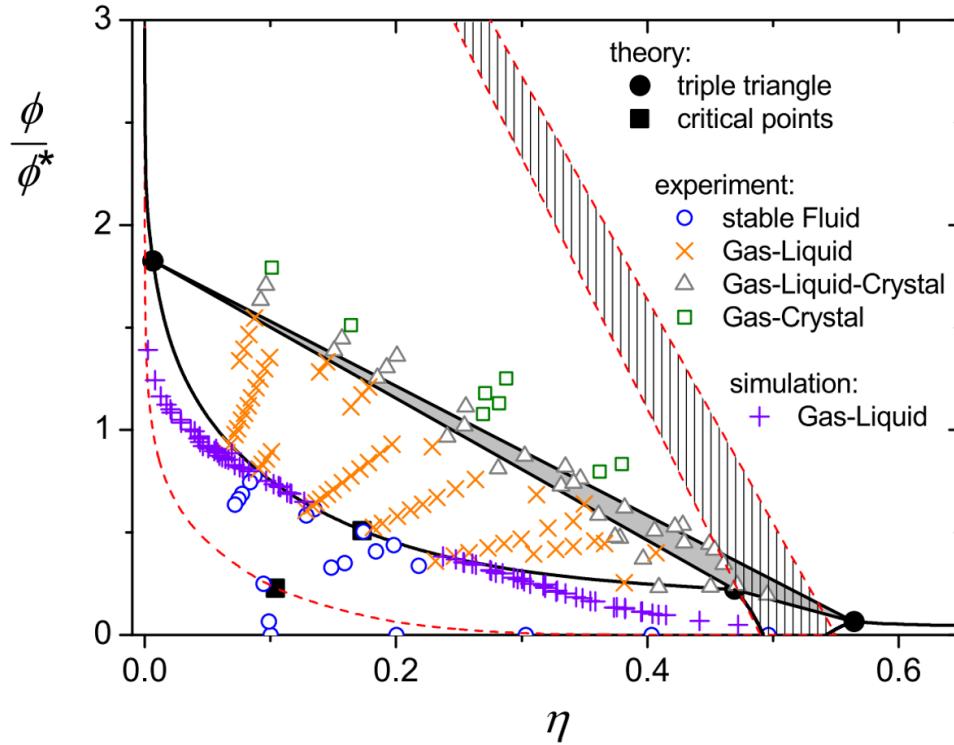 3
theory:
triple triangle
critical points
ϕ
ϕ*
experiment:
stable Fluid
2
Gas-Liquid
Gas-Liquid-Crystal
Gas-Crystal
simulation:
Gas-Liquid
1
0
0.0 0.2 0.4 0.6
η